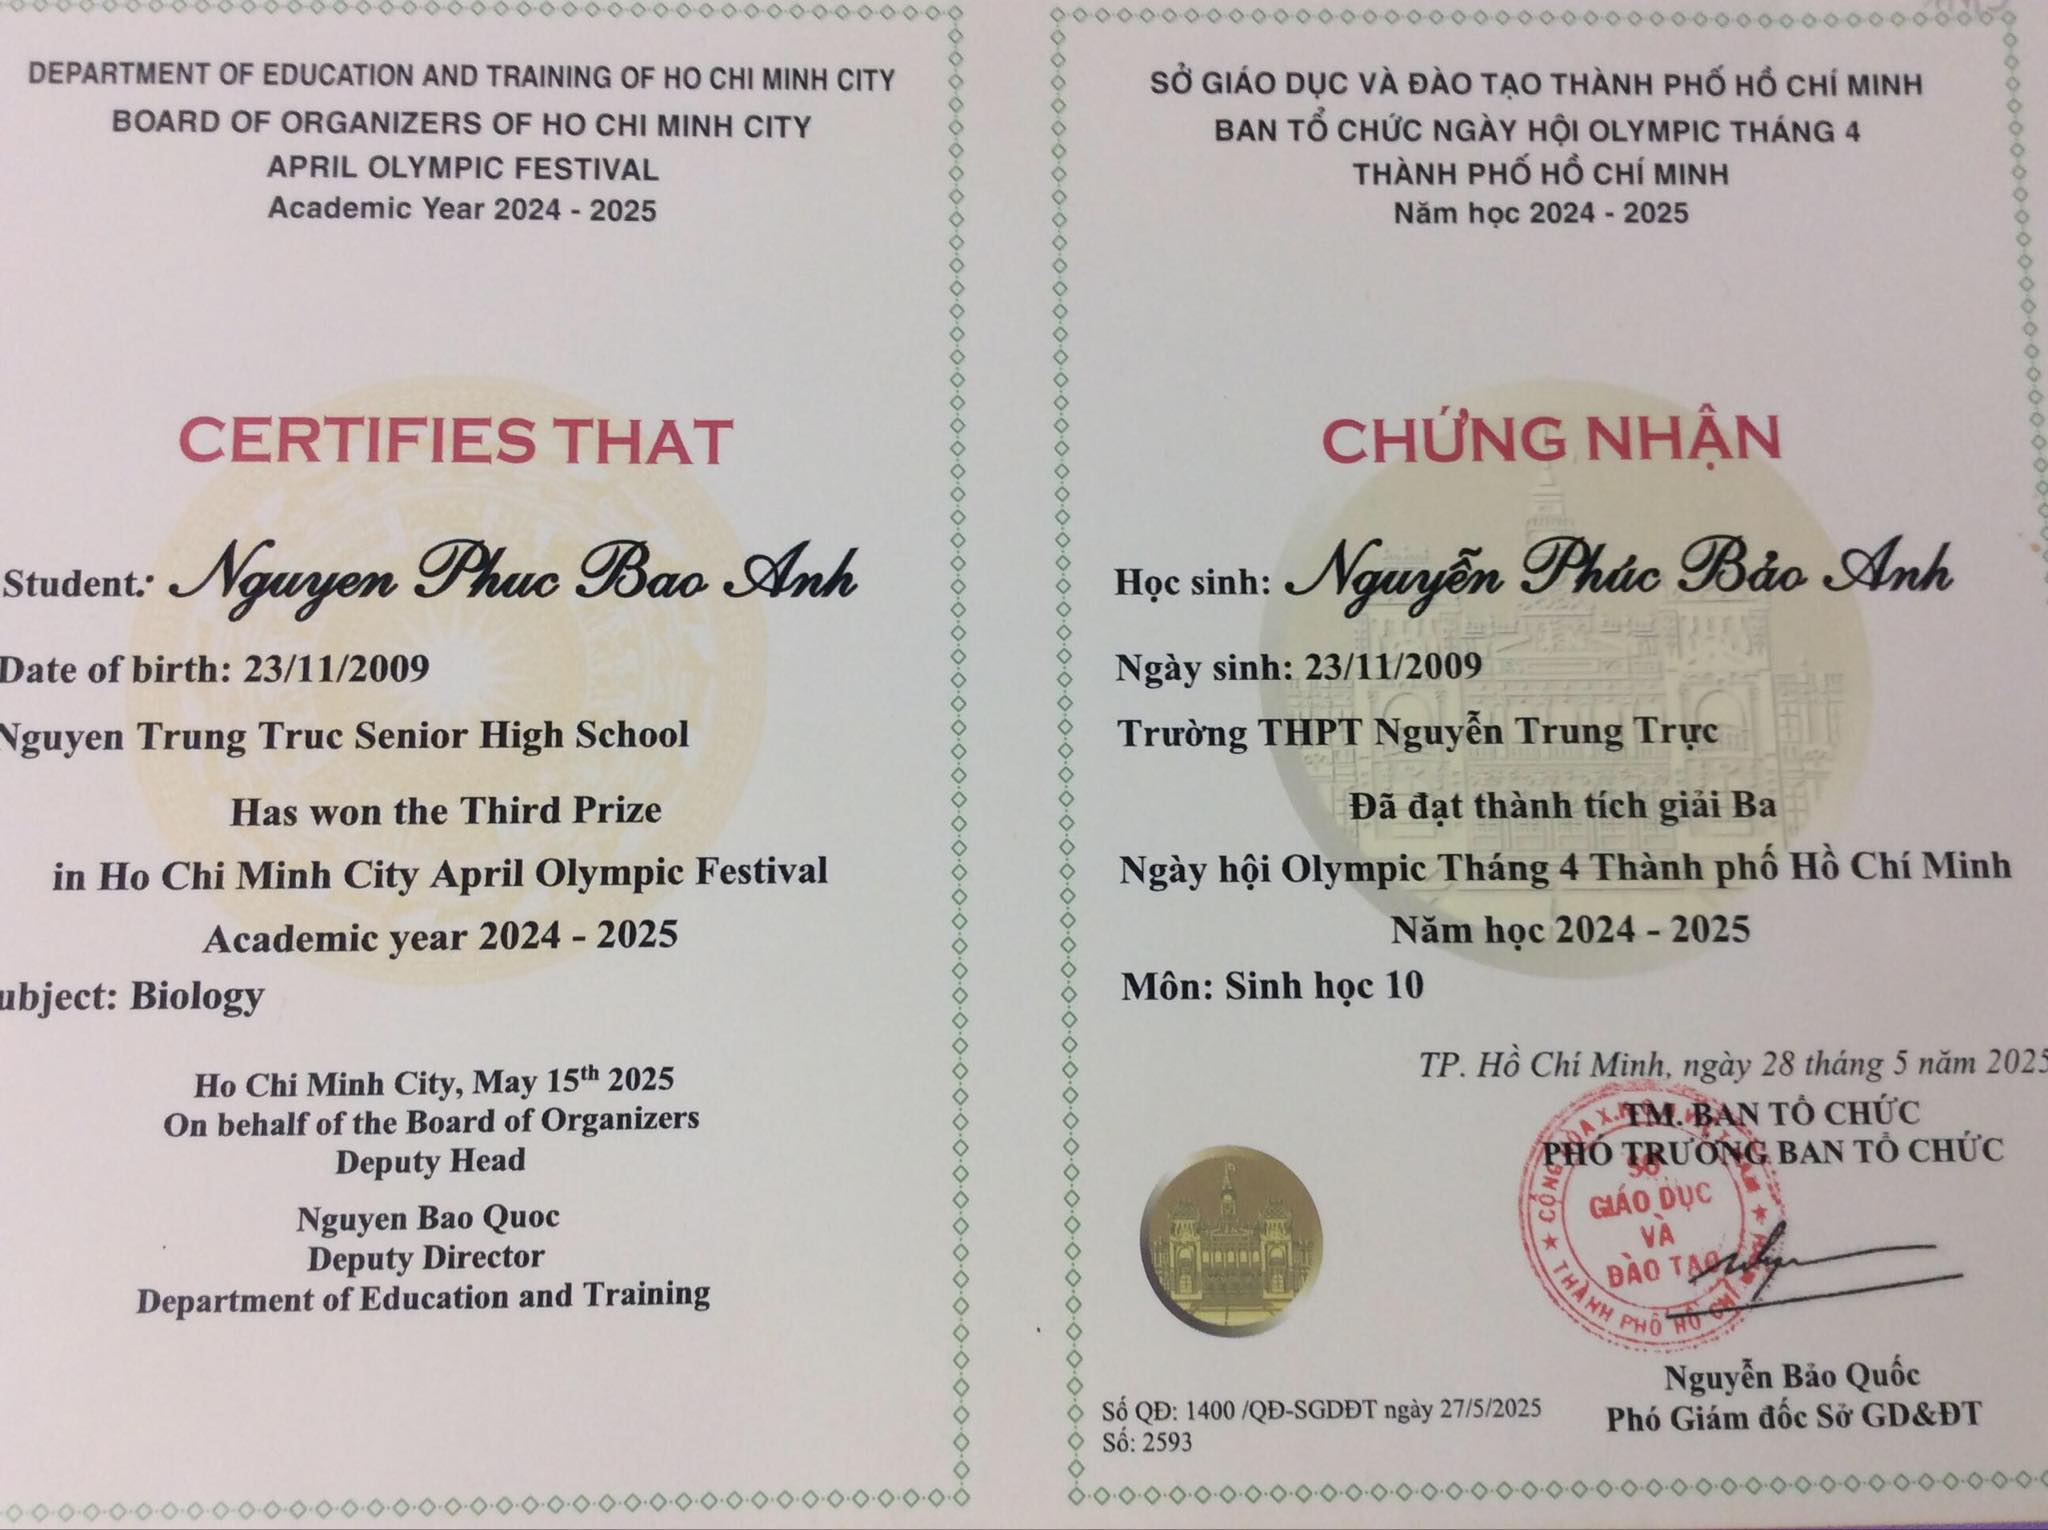 DEPARTMENT OF EDUCATION AND TRAINING OF HO CHI MINH CITY
BOARD OF ORGANIZERS OF HO CHI MINH CITY
APRIL OLYMPIC FESTIVAL
Academic Year 2024 - 2025
CERTIFIES THAT
Student: Nguyen Phuc Bao Anh
Date of birth: 23/11/2009
Nguyen Trung Truc Senior High School
Has won the Third Prize
in Ho Chi Minh City April Olympic Festival
Academic year 2024 - 2025
ubject: Biology
Ho Chi Minh City, May 15th 2025
On behalf of the Board of Organizers
Deputy Head
Nguyen Bao Quoc
Deputy Director
Department of Education and Training
SỞ GIÁO DỤC VÀ ĐÀO TẠO THÀNH PHỐ HỒ CHÍ MINH
BAN TỔ CHỨC NGÀY HỘI OLYMPIC THÁNG 4
THÀNH PHỐ HỒ CHÍ MINH
Năm học 2024 - 2025
CHỨNG NHẬN
Học sinh: Nguyễn Phúc Bảo Anh
Ngày sinh: 23/11/2009
Trường THPT Nguyễn Trung Trực
Đã đạt thành tích giải Ba
Ngày hội Olympic Tháng 4 Thành phố Hồ Chí Minh
Năm học 2024 - 2025
Môn: Sinh học 10
TP. Hồ Chí Minh, ngày 28 tháng 5 năm 2025
TM. BAN TỔ CHỨC
PHÓ TRƯỞNG BAN TỔ CHỨC
SỞ
GIÁO DỤC
VÀ
ĐÀO TẠO
THÀNH PHỐ HỒ CHÍ
Nguyễn Bảo Quốc
Phó Giám đốc Sở GD&ĐT
Số QĐ: 1400 /QĐ-SGDĐT ngày 27/5/2025
Số: 2593